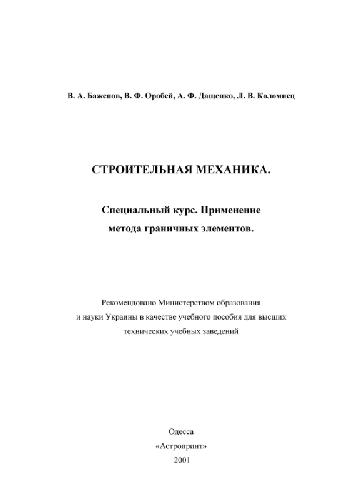 В. А. Баженов, В. Ф. Оробей, А. Ф. Дащенко, Л. В. Коломиец
СТРОИТЕЛЬНАЯ МЕХАНИКА.
Специальный курс. Применение
метода граничных элементов.
Рекомендовано Министерством образования
и науки Украины в качестве учебного пособия для высших
технических учебных заведений
Одесса
«Астропринт»
2001